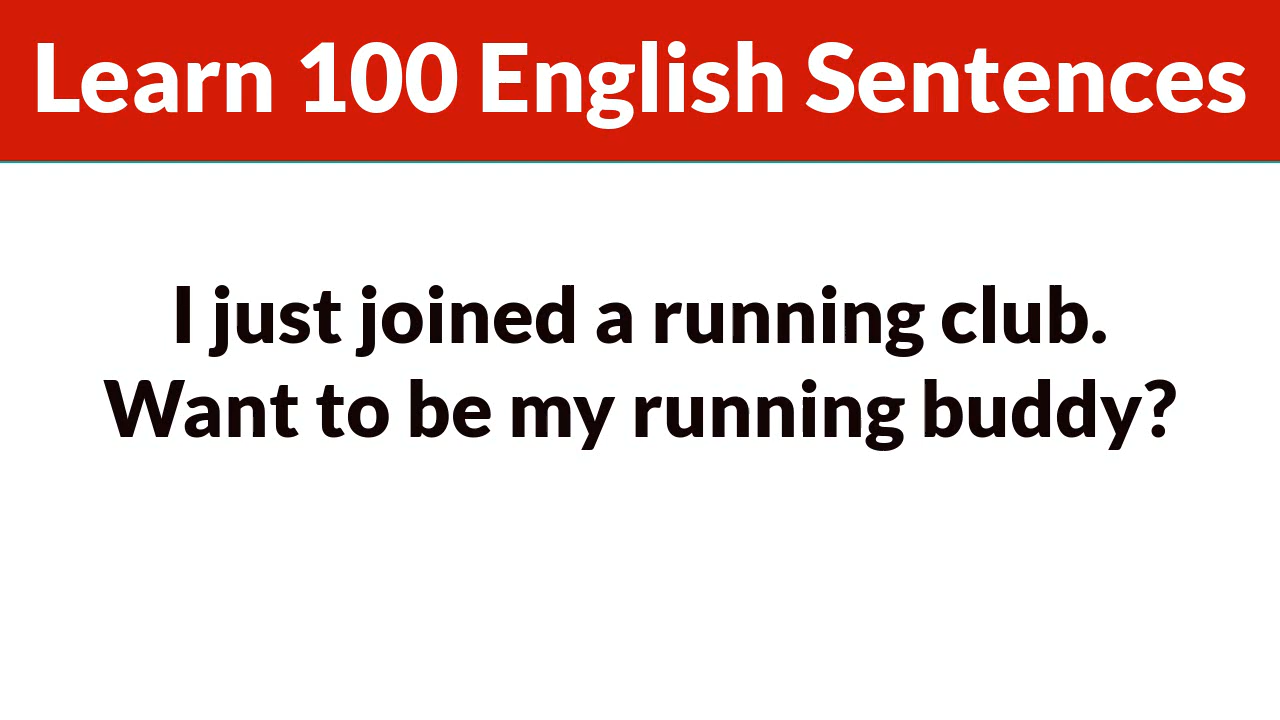 Learn 100 English Sentences
I just joined a running club.
Want to be my running buddy?